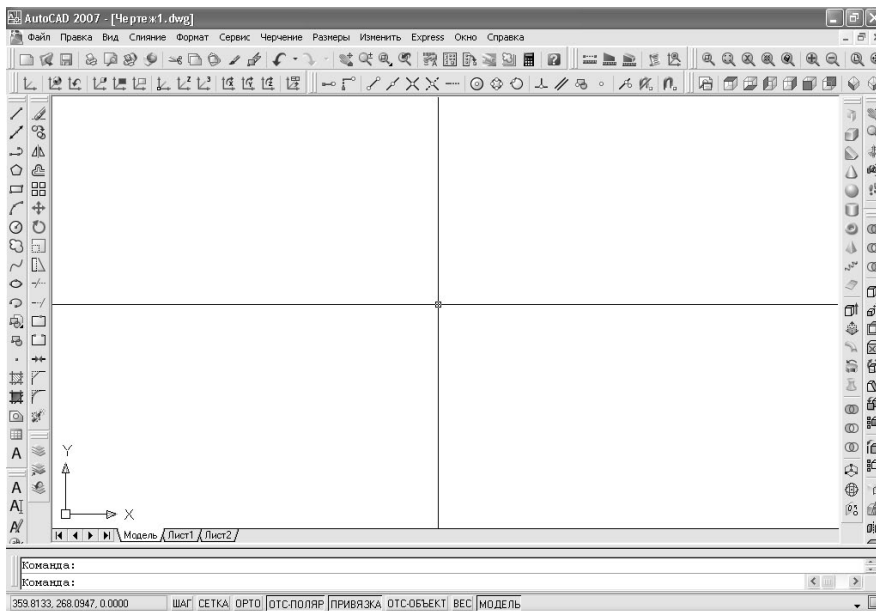 AutoCAD 2007 - [Чертеж1.dwg]
Файл Правка Вид Слияние Формат Сервис Черчение Размеры Изменить Express Окно Справка
A
A
Y
X
Модель Лист1 Лист2
Команда:
Команда:
359.8133, 268.0947, 0.0000 ШАГ СЕТКА ОРТО ОТС-ПОЛЯР ПРИВЯЗКА ОТС-ОБЪЕКТ ВЕС МОДЕЛЬ